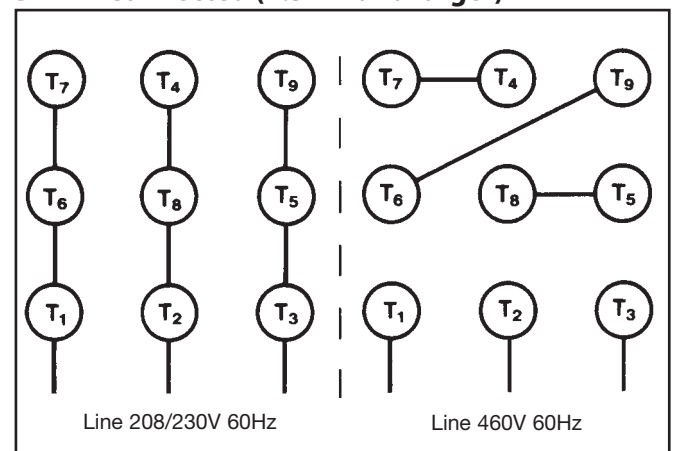 T₇ T₄ T₉ T₇ T₄ T₉
T₆ T₈ T₅ T₆ T₈ T₅
T₁ T₂ T₃ T₁ T₂ T₃
Line 208/230V 60Hz Line 460V 60Hz